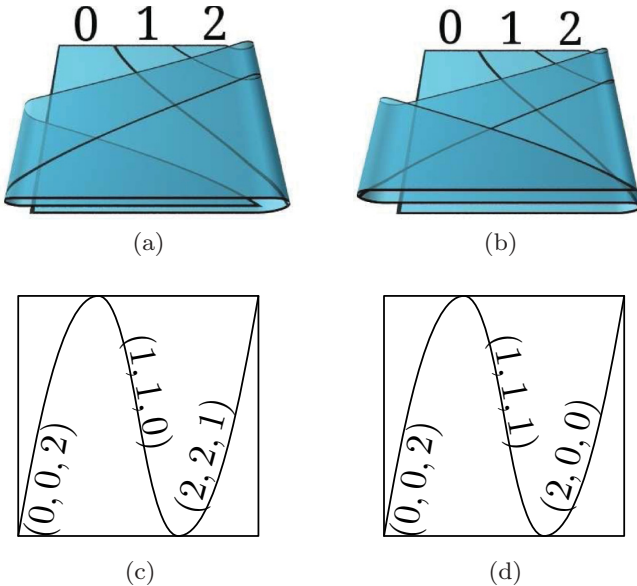 0 1 2
0 1 2
(a)
(b)
(0, 0, 2)
(1, 1, 0)
(2, 2, 1)
(0, 0, 2)
(1, 1, 1)
(2, 0, 0)
(c)
(d)